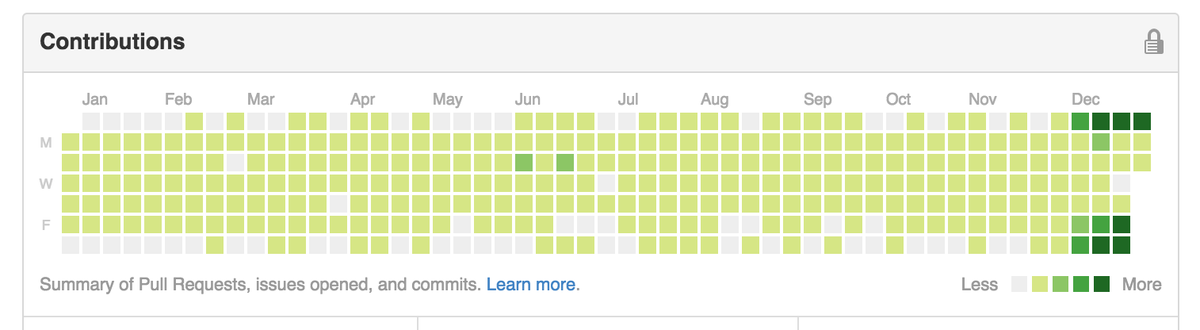 Contributions
Jan Feb Mar Apr May Jun Jul Aug Sep Oct Nov Dec
M
W
F
Summary of Pull Requests, issues opened, and commits. Learn more. Less More